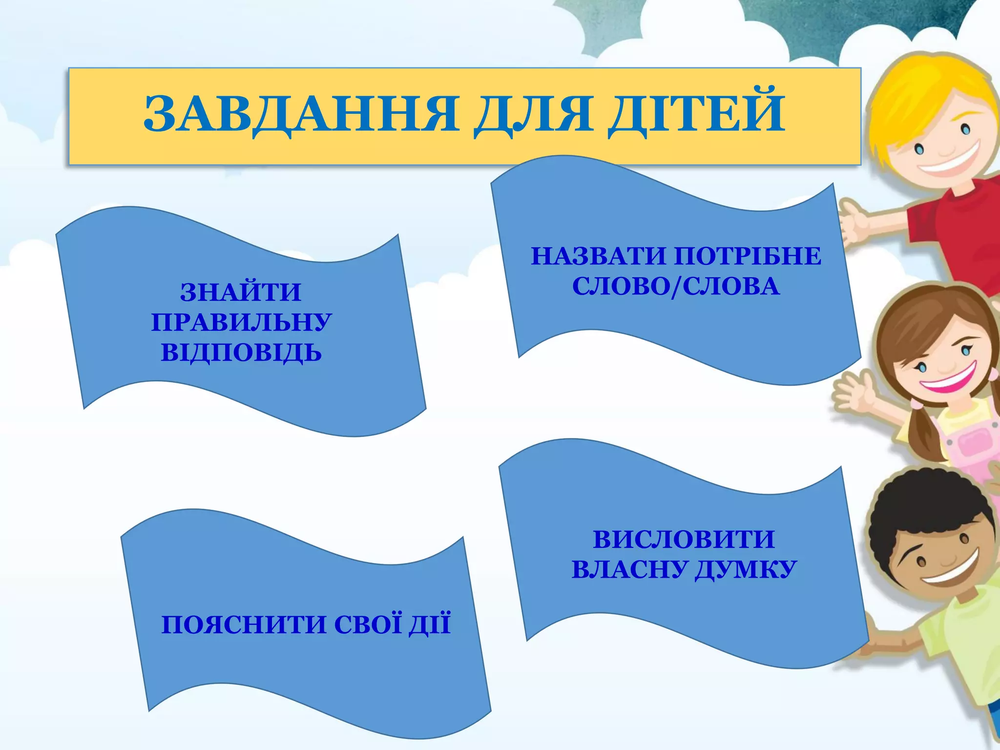 ЗАВДАННЯ ДЛЯ ДІТЕЙ
ЗНАЙТИ
ПРАВИЛЬНУ
ВІДПОВІДЬ
НАЗВАТИ ПОТРІБНЕ
СЛОВО/СЛОВА
ПОЯСНИТИ СВОЇ ДІЇ
ВИСЛОВИТИ
ВЛАСНУ ДУМКУ